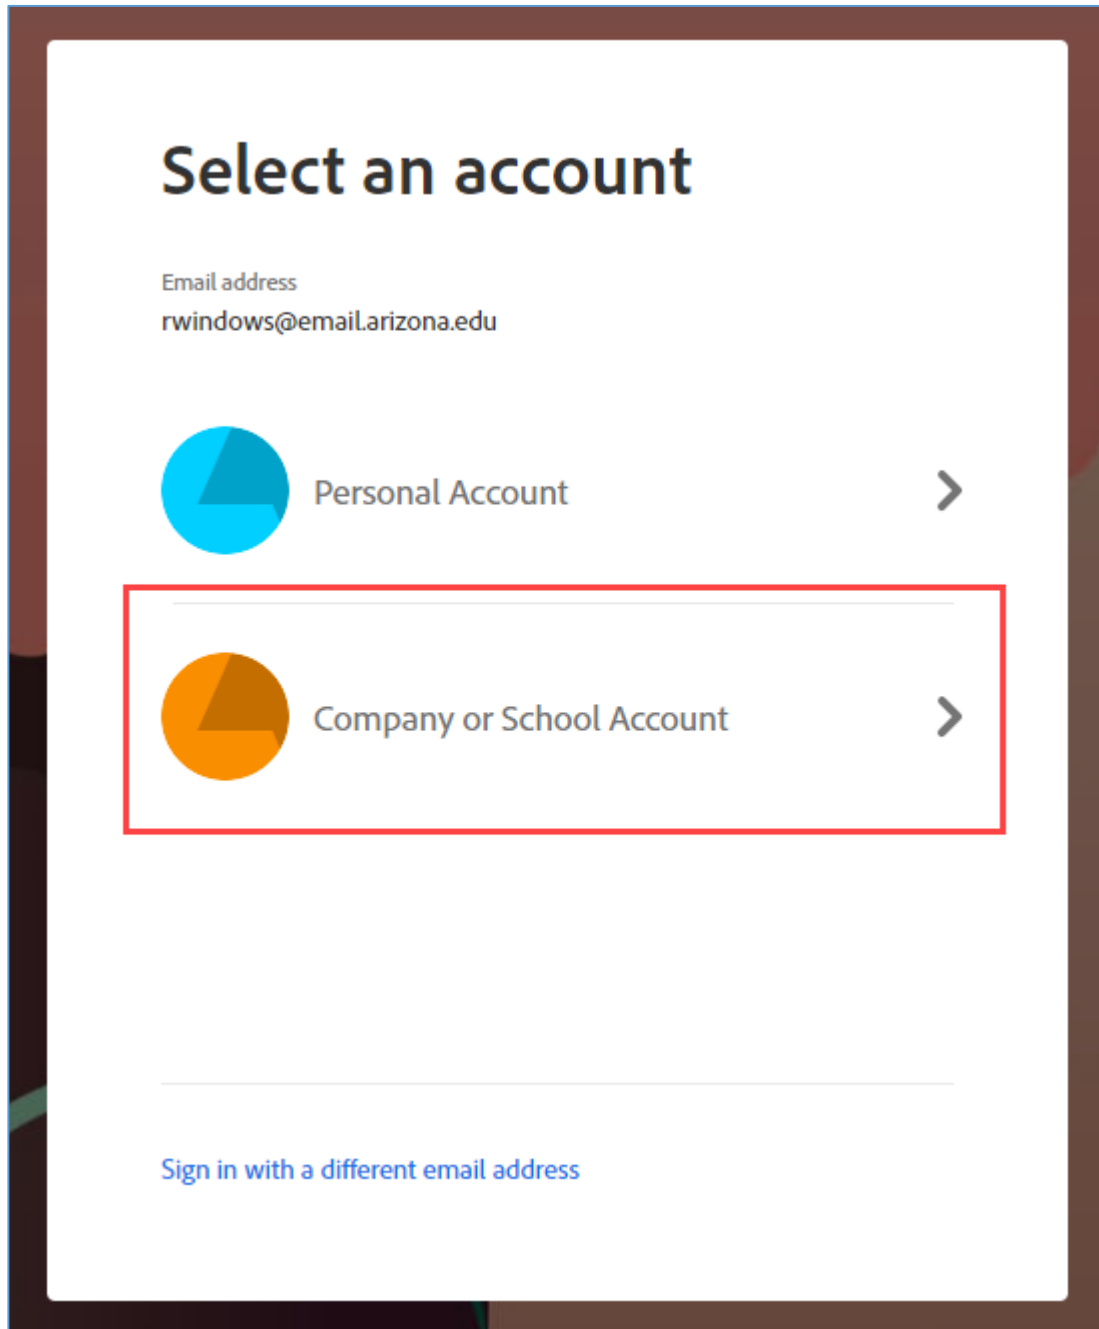 Select an account
Email address
rwindows@email.arizona.edu
Personal Account
Company or School Account
Sign in with a different email address